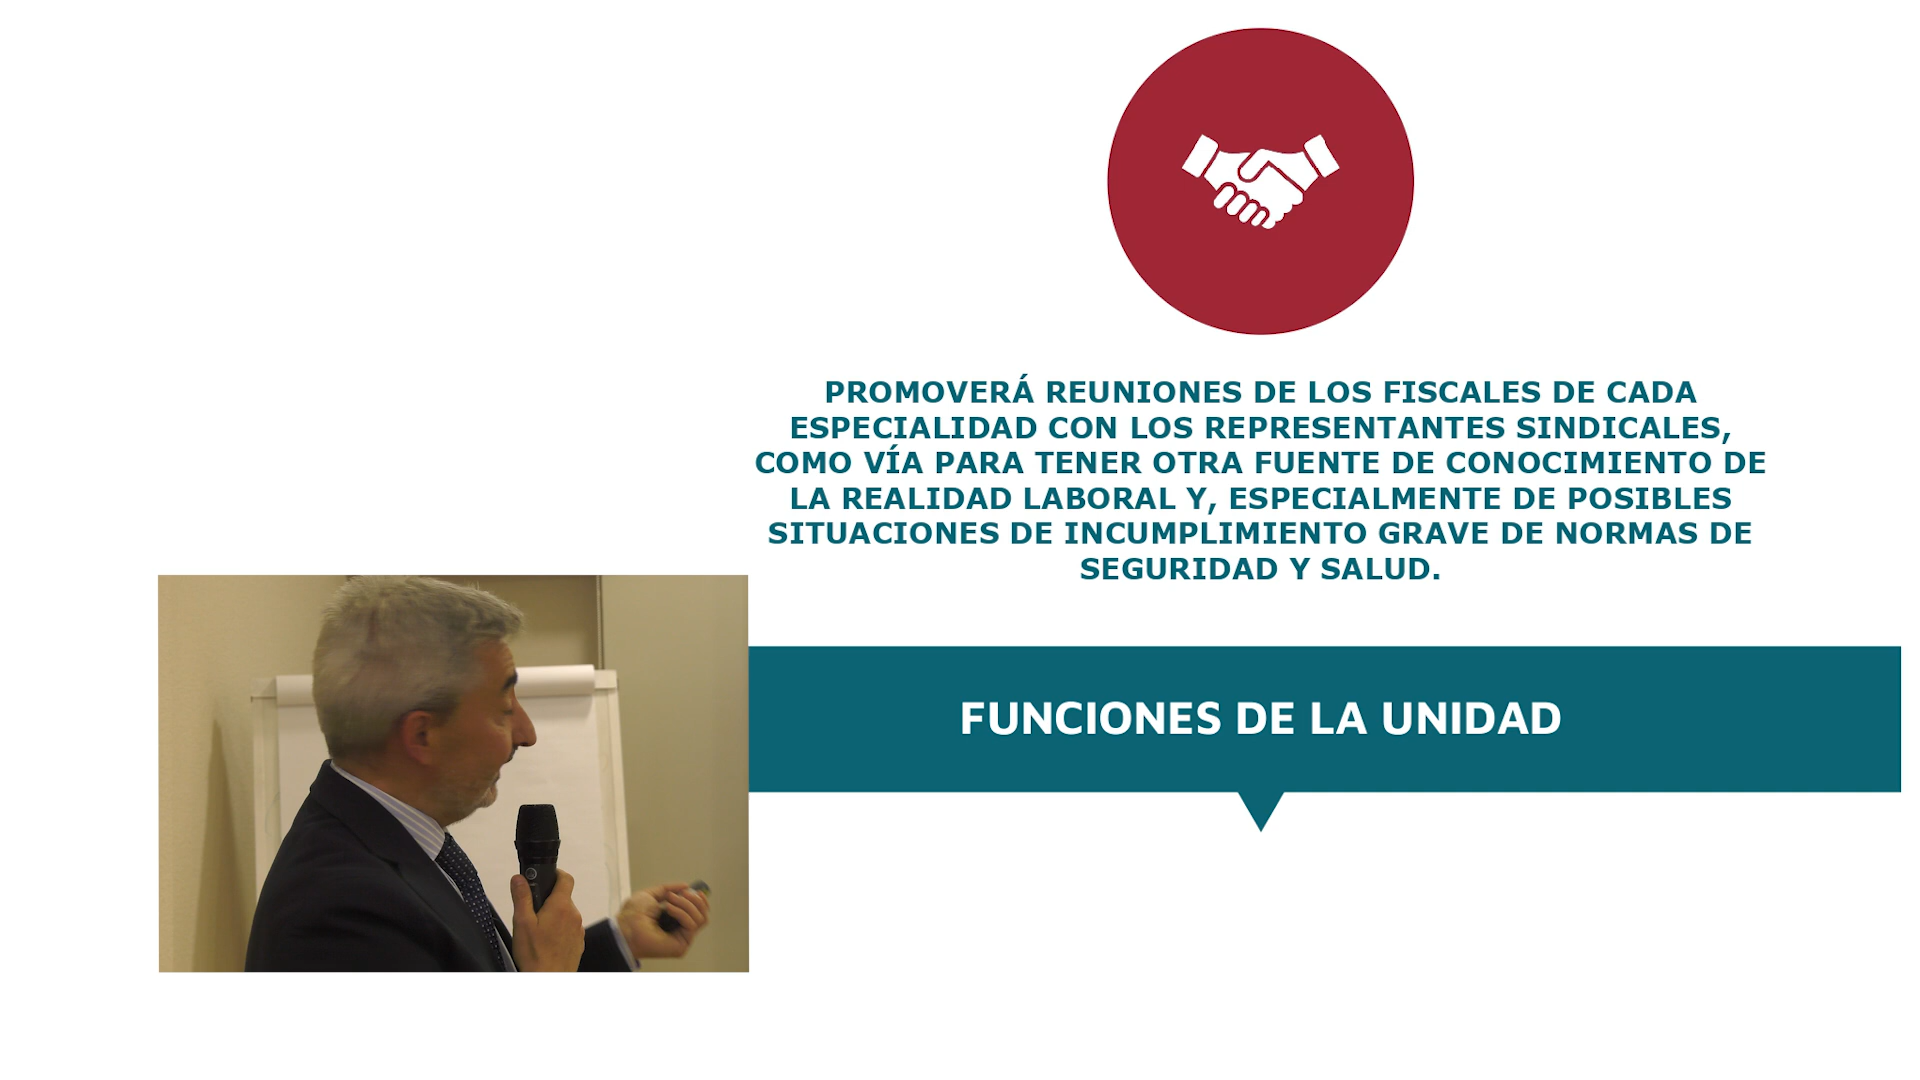 PROMOVERÁ REUNIONES DE LOS FISCALES DE CADA
ESPECIALIDAD CON LOS REPRESENTANTES SINDICALES,
COMO VÍA PARA TENER OTRA FUENTE DE CONOCIMIENTO DE
LA REALIDAD LABORAL Y, ESPECIALMENTE DE POSIBLES
SITUACIONES DE INCUMPLIMIENTO GRAVE DE NORMAS DE
SEGURIDAD Y SALUD.
FUNCIONES DE LA UNIDAD